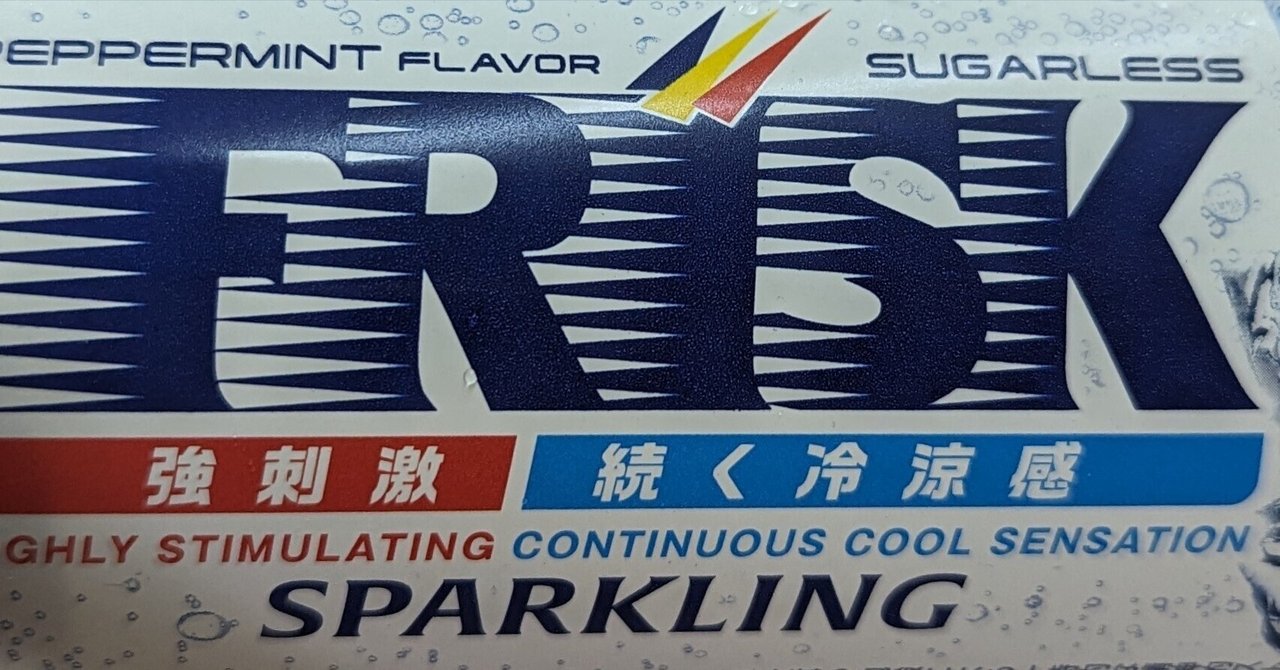 PEPPERMINT FLAVOR SUGARLESS
FRISK
強刺激 続く冷涼感
GHLY STIMULATING CONTINUOUS COOL SENSATION
SPARKLING